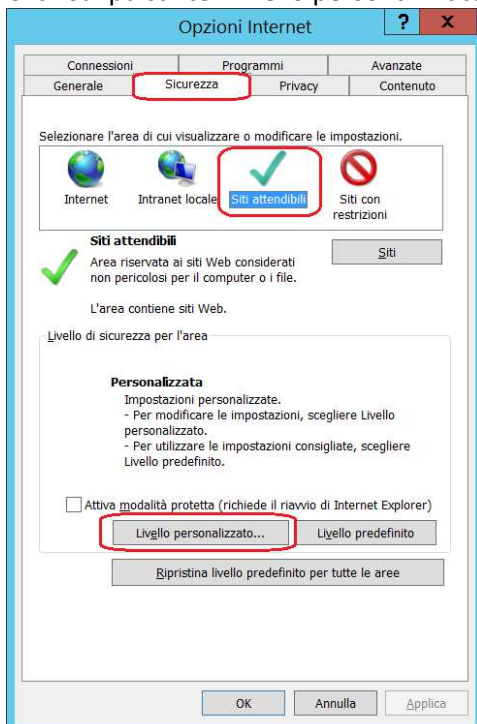 Opzioni Internet
? x
Connessioni Programmi Avanzate
Generale Sicurezza Privacy Contenuto
Selezionare l'area di cui visualizzare o modificare le impostazioni.
Internet Intranet locale Siti attendibili Siti con
restrizioni
Siti attendibili
Siti
Area riservata ai siti Web considerati
non pericolosi per il computer o i file.
L'area contiene siti Web.
Livello di sicurezza per l'area
Personalizzata
Impostazioni personalizzate.
- Per modificare le impostazioni, scegliere Livello
personalizzato.
- Per utilizzare le impostazioni consigliate, scegliere
Livello predefinito.
Attiva modalità protetta (richiede il riavvio di Internet Explorer)
Livello personalizzato... Livello predefinito
Ripristina livello predefinito per tutte le aree
OK Annulla Applica